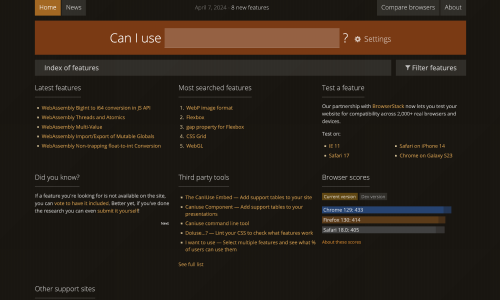 Home News April 7, 2024 - 8 new features Compare browsers About
Can I use ? Settings
Index of features Filter features
Latest features
WebAssembly BigInt to i64 conversion in JS API
WebAssembly Threads and Atomics
WebAssembly Multi-Value
WebAssembly Import/Export of Mutable Globals
WebAssembly Non-trapping float-to-int Conversion
Most searched features
1. WebP image format
2. Flexbox
3. gap property for Flexbox
4. CSS Grid
5. WebGL
Test a feature
Our partnership with BrowserStack now lets you test your
website for compatibility across 2,000+ real browsers and
devices.
Test on:
IE 11
Safari on iPhone 14
Safari 17
Chrome on Galaxy S23
Did you know?
If a feature you're looking for is not available on the site,
you can vote to have it included. Better yet, if you've done
the research you can even submit it yourself!
Next
Third party tools
The CanIUse Embed — Add support tables to your site
Caniuse Component — Add support tables to your
presentations
Caniuse command line tool
Doiuse...? — Lint your CSS to check what features work
I want to use — Select multiple features and see what %
of users can use them
See full list
Browser scores
Current version Dev version
Chrome 129: 433
Firefox 130: 414
Safari 18.0: 405
About these scores
Other support sites